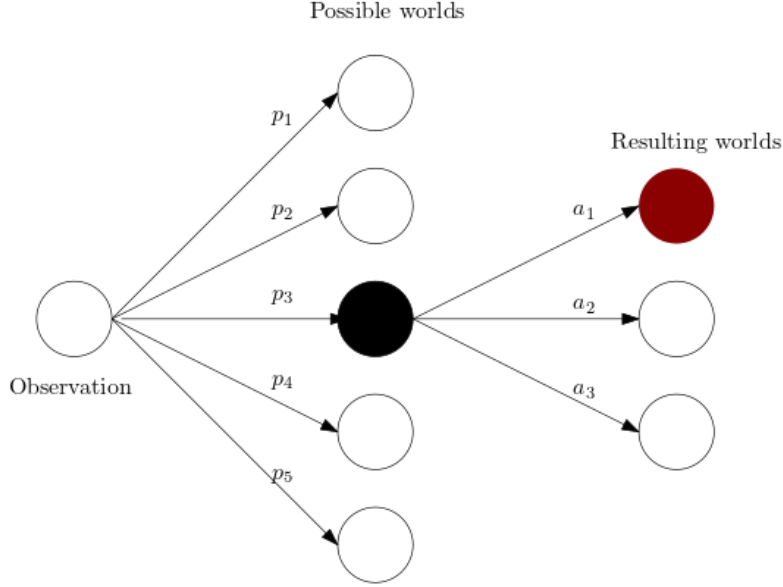 Possible worlds
p1
Resulting worlds
p2
a1
p3
a2
Observation
p4
a3
p5